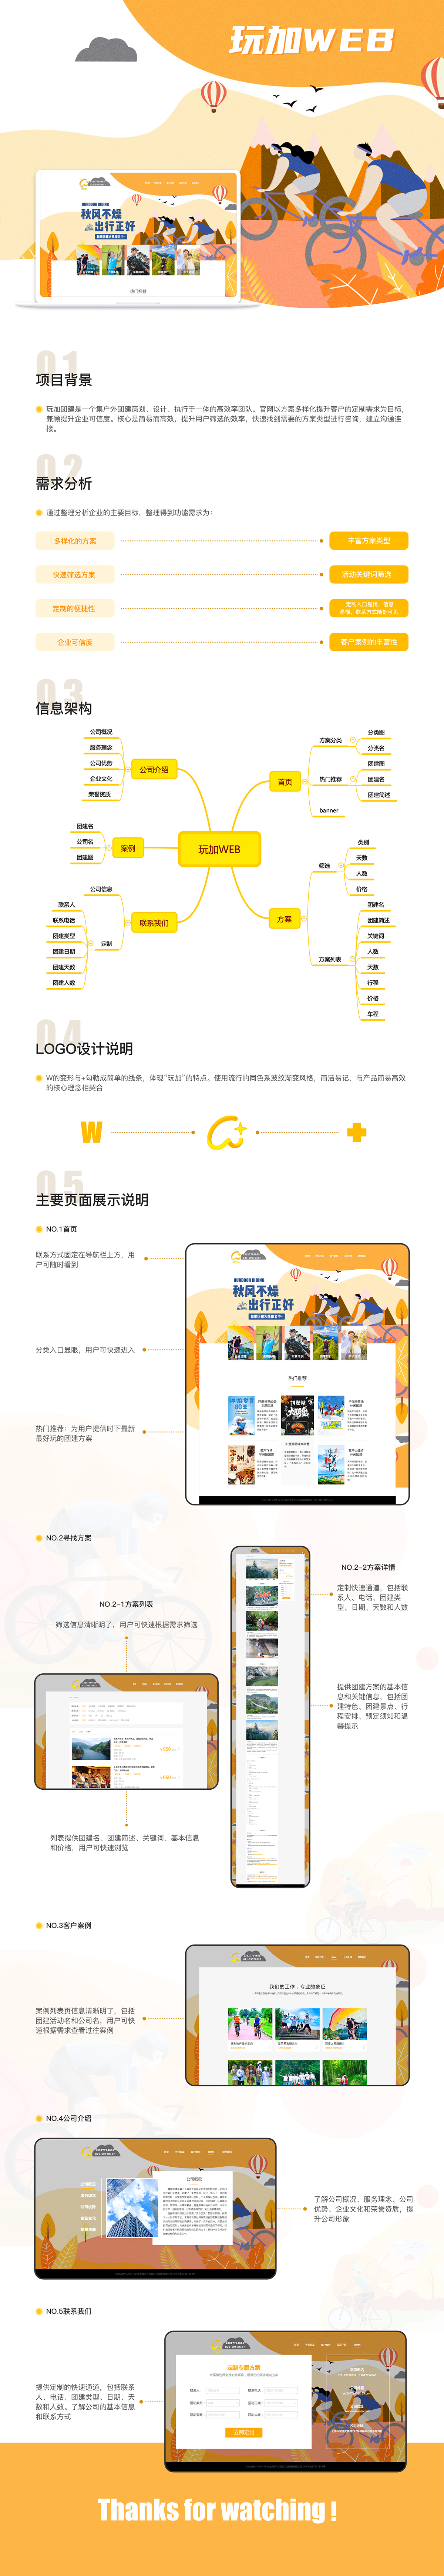 玩加WEB
OURDOOR RIDING
秋风不燥
出行正好
热门推荐
01
项目背景
玩加团建是一个集户外团建策划、设计、执行于一体的高效率团队。官网以方案多样化提升客户的定制需求为目标,
兼顾提升企业可信度。核心是简易而高效,提升用户筛选的效率,快速找到需要的方案类型进行咨询,建立沟通连
接。
02
需求分析
通过整理分析企业的主要目标,整理得到功能需求为:
多样化的方案
丰富方案类型
快速筛选方案
活动关键词筛选
定制的便捷性
定制入口易找,信息
易懂,联系方式随处可见
企业可信度
客户案例的丰富性
03
信息架构
公司概况
服务理念
公司优势
企业文化
荣誉资质
公司介绍
团建名
公司名
团建图
案例
公司信息
联系人
联系电话
团建类型
团建日期
团建天数
团建人数
定制
联系我们
玩加WEB
首页
方案分类
分类图
分类名
热门推荐
团建图
团建名
团建简述
banner
方案
筛选
类别
天数
人数
价格
方案列表
团建名
团建简述
关键词
人数
天数
行程
价格
车程
04
LOGO设计说明
W的变形与+勾勒成简单的线条,体现“玩加”的特点。使用流行的同色系波纹渐变风格,简洁易记,与产品简易高效
的核心理念相契合
W
05
主要页面展示说明
NO.1首页
联系方式固定在导航栏上方,用
户可随时看到
分类入口显眼,用户可快速进入
热门推荐:为用户提供时下最新
最好玩的团建方案
OURDOOR RIDING
秋风不燥
出行正好
热门推荐
NO.2寻找方案
NO.2-1方案列表
筛选信息清晰明了,用户可快速根据需求筛选
列表提供团建名、团建简述、关键词、基本信息
和价格,用户可快速浏览
NO.2-2方案详情
定制快速通道,包括联
系人、电话、团建类
型、日期、天数和人数
提供团建方案的基本信
息和关键信息,包括团
建特色、团建景点、行
程安排、预定须知和温
馨提示
NO.3客户案例
案例列表页信息清晰明了,包括
团建活动名和公司名,用户可快
速根据需求查看过往案例
我们的工作,专业的象征
NO.4公司介绍
公司概况
了解公司概况、服务理念、公司
优势、企业文化和荣誉资质,提
升公司形象
NO.5联系我们
提供定制的快速通道,包括联系
人、电话、团建类型、日期、天
数和人数。了解公司的基本信息
和联系方式
定制专属方案
立即定制
Thanks for watching !